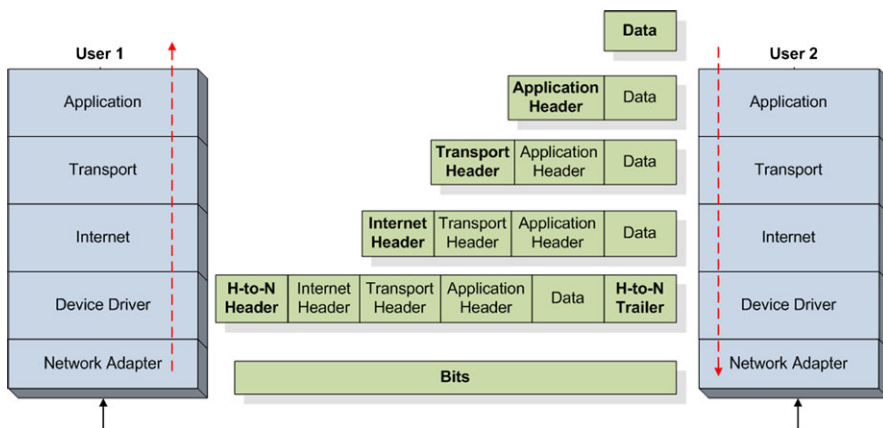 Data
User 1
User 2
Application
Application
Header
Data
Application
Transport
Transport
Header
Application
Header
Data
Transport
Internet
Internet
Header
Transport
Header
Application
Header
Data
Internet
Device Driver
H-to-N
Header
Internet
Header
Transport
Header
Application
Header
Data
H-to-N
Trailer
Device Driver
Network Adapter
Bits
Network Adapter